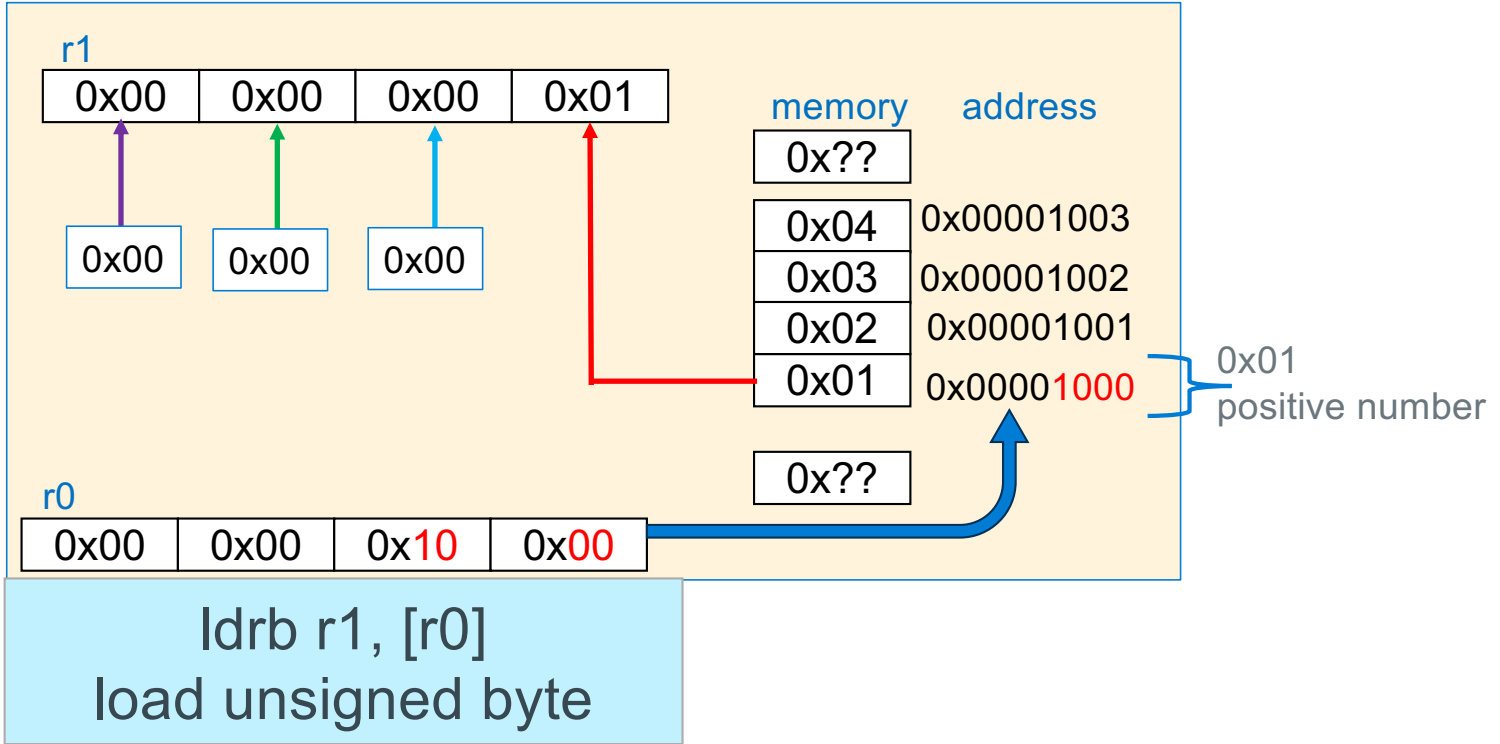 r1
0x00 0x00 0x00 0x01
memory address
0x??
0x00 0x00 0x00
0x04 0x00001003
0x03 0x00001002
0x02 0x00001001
0x01 0x00001000
0x01
positive number
0x??
r0
0x00 0x00 0x10 0x00
ldrb r1, [r0]
load unsigned byte